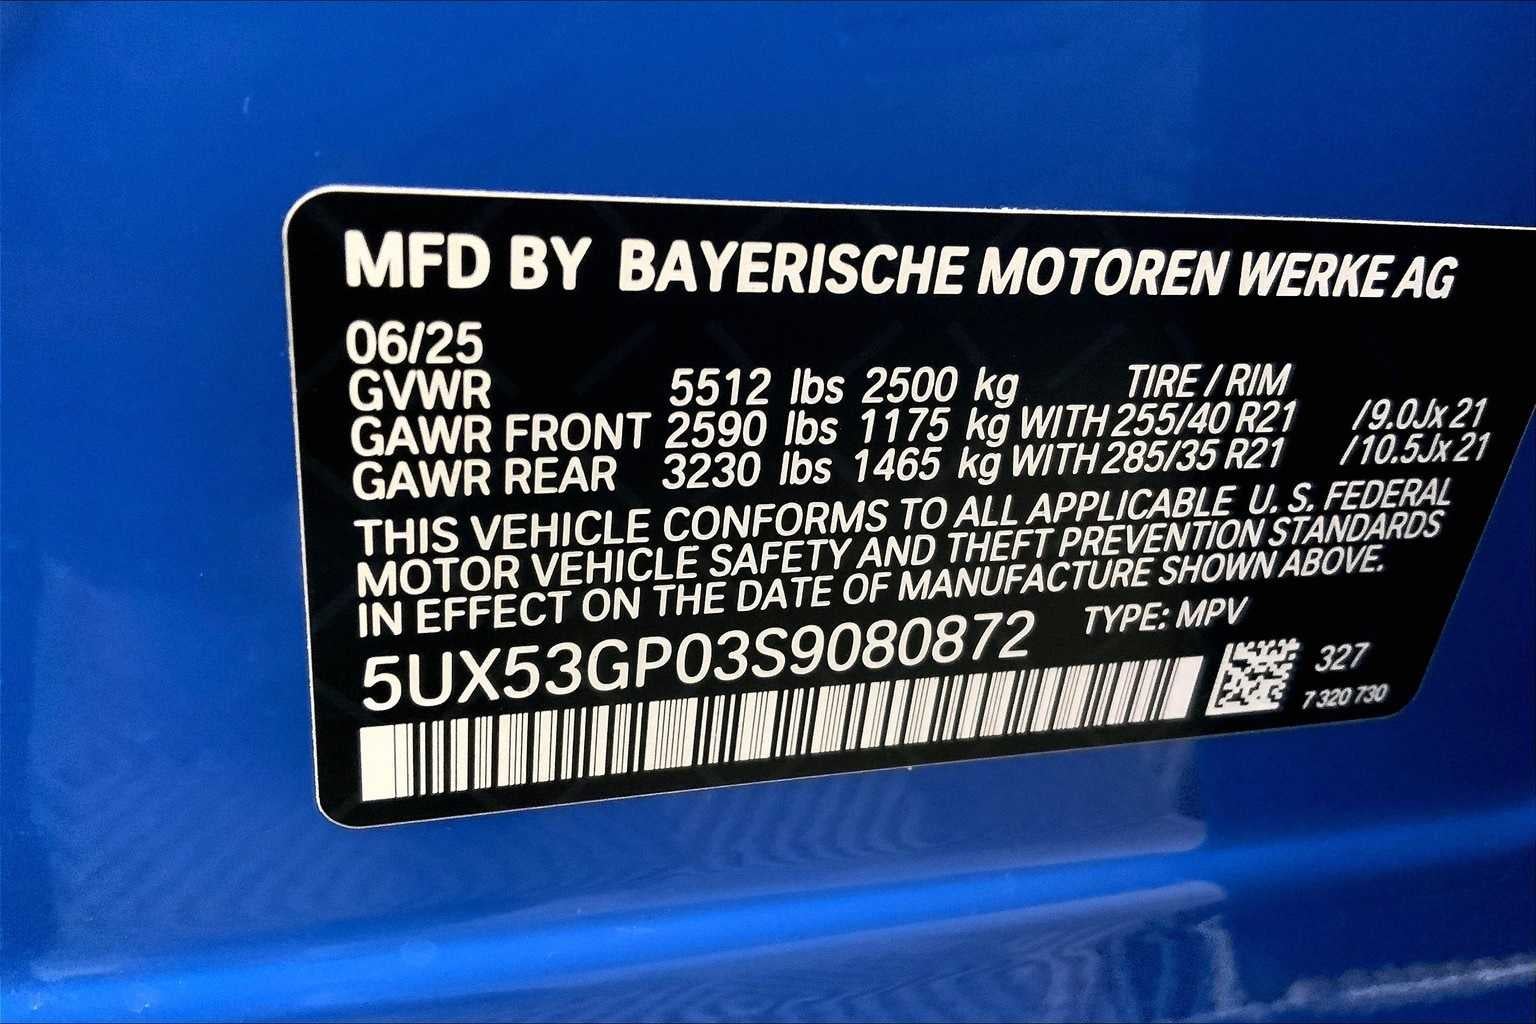 MFD BY BAYERISCHE MOTOREN WERKE AG
06/25
GVWR 5512 lbs 2500 kg TIRE / RIM
GAWR FRONT 2590 lbs 1175 kg WITH 255/40 R21 /9.0Jx21
GAWR REAR 3230 lbs 1465 kg WITH 285/35 R21 /10.5Jx21
THIS VEHICLE CONFORMS TO ALL APPLICABLE U. S. FEDERAL
MOTOR VEHICLE SAFETY AND THEFT PREVENTION STANDARDS
IN EFFECT ON THE DATE OF MANUFACTURE SHOWN ABOVE.
5UX53GP03S9080872 TYPE: MPV
327
7 320 730